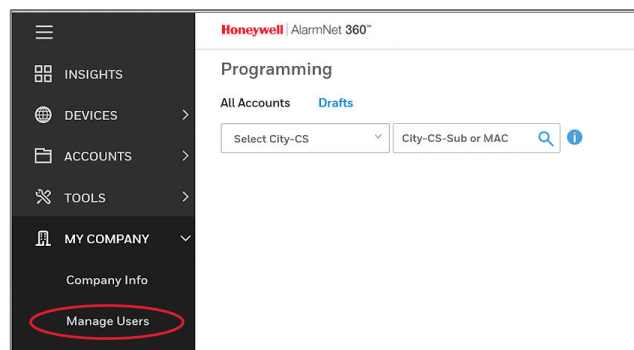 Honeywell | AlarmNet 360™
INSIGHTS
DEVICES
ACCOUNTS
TOOLS
MY COMPANY
Company Info
Manage Users
Programming
All Accounts Drafts
Select City-CS City-CS-Sub or MAC i